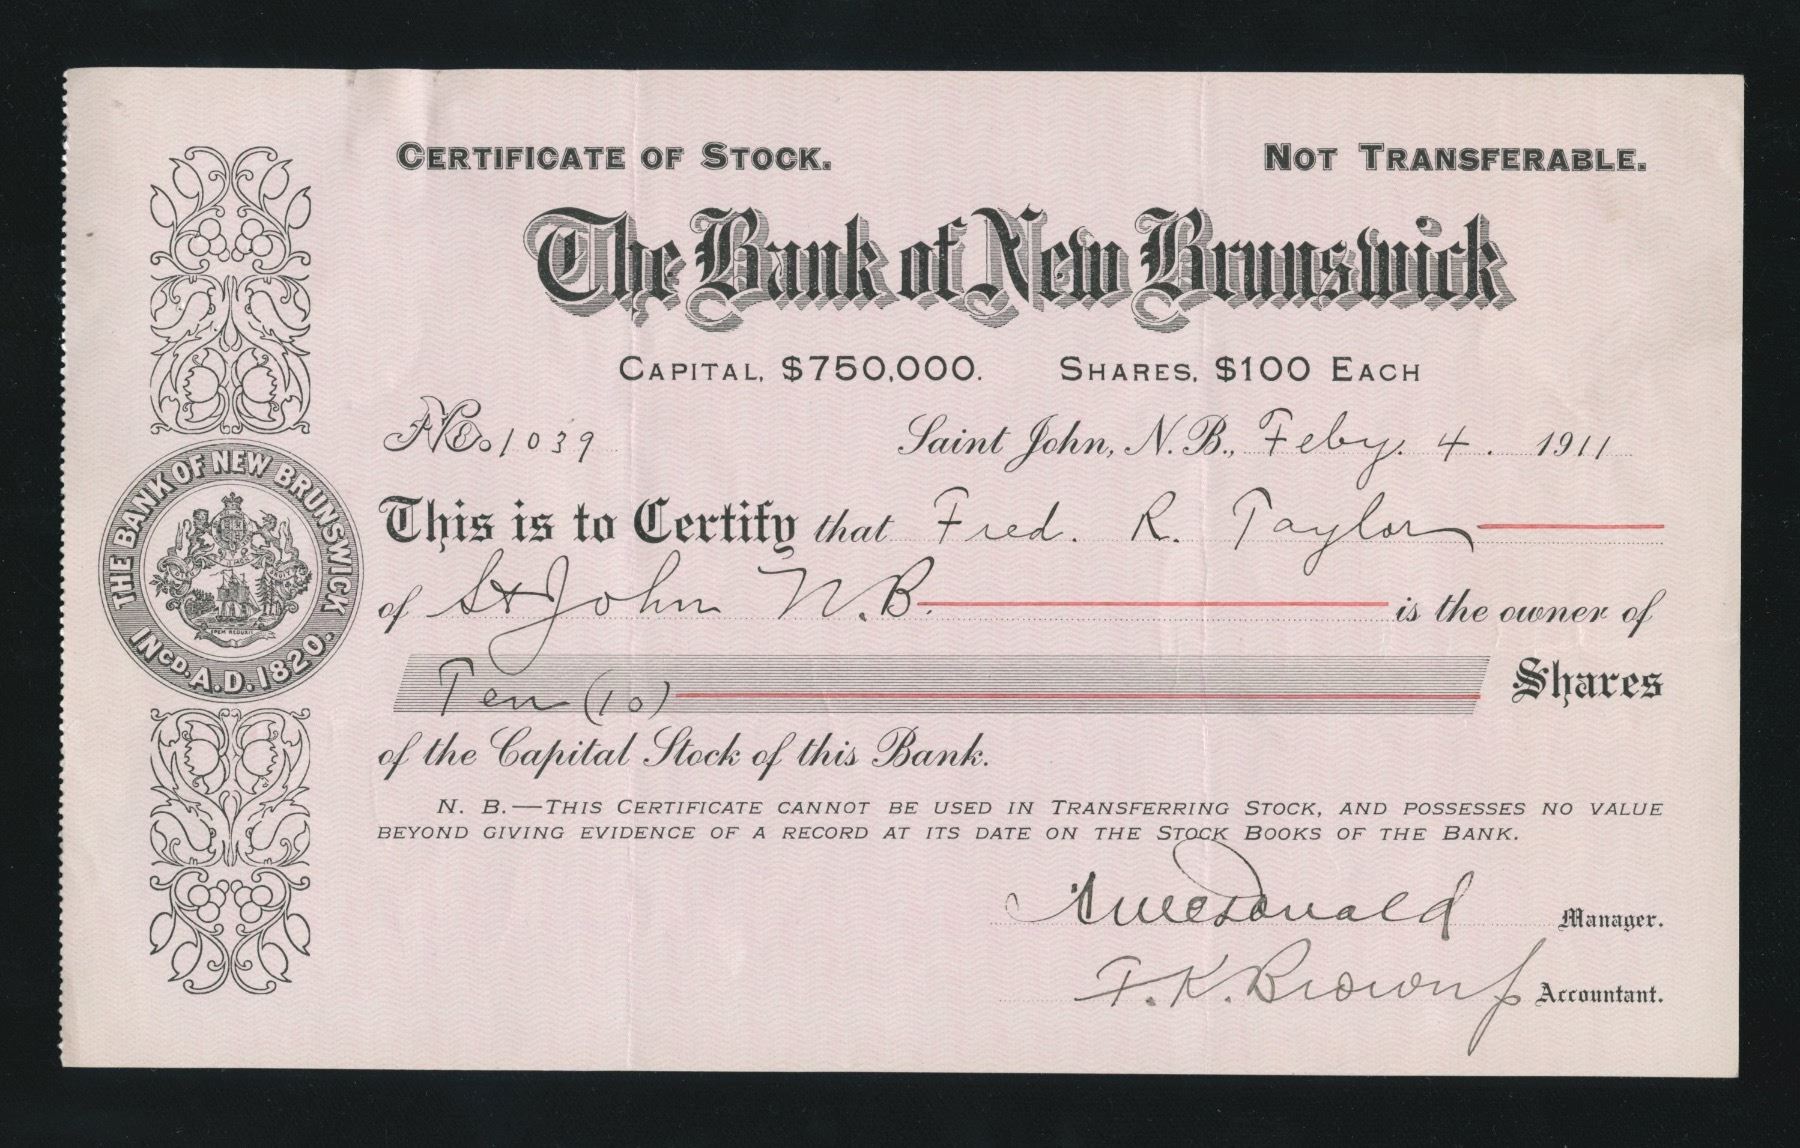 CERTIFICATE OF STOCK. NOT TRANSFERABLE.
The Bank of New Brunswick
CAPITAL, $750,000. SHARES, $100 EACH
No. 1039 Saint John, N.B., Feby. 4. 1911
This is to Certify that Fred. R. Taylor
of St John N.B. is the owner of
Ten (10) Shares
of the Capital Stock of this Bank.
N. B.—THIS CERTIFICATE CANNOT BE USED IN TRANSFERRING STOCK, AND POSSESSES NO VALUE
BEYOND GIVING EVIDENCE OF A RECORD AT ITS DATE ON THE STOCK BOOKS OF THE BANK.
McDonald Manager.
F. K. Brown Accountant.
THE BANK OF NEW BRUNSWICK
INCD. A.D. 1820.
SPEM REDUXIT